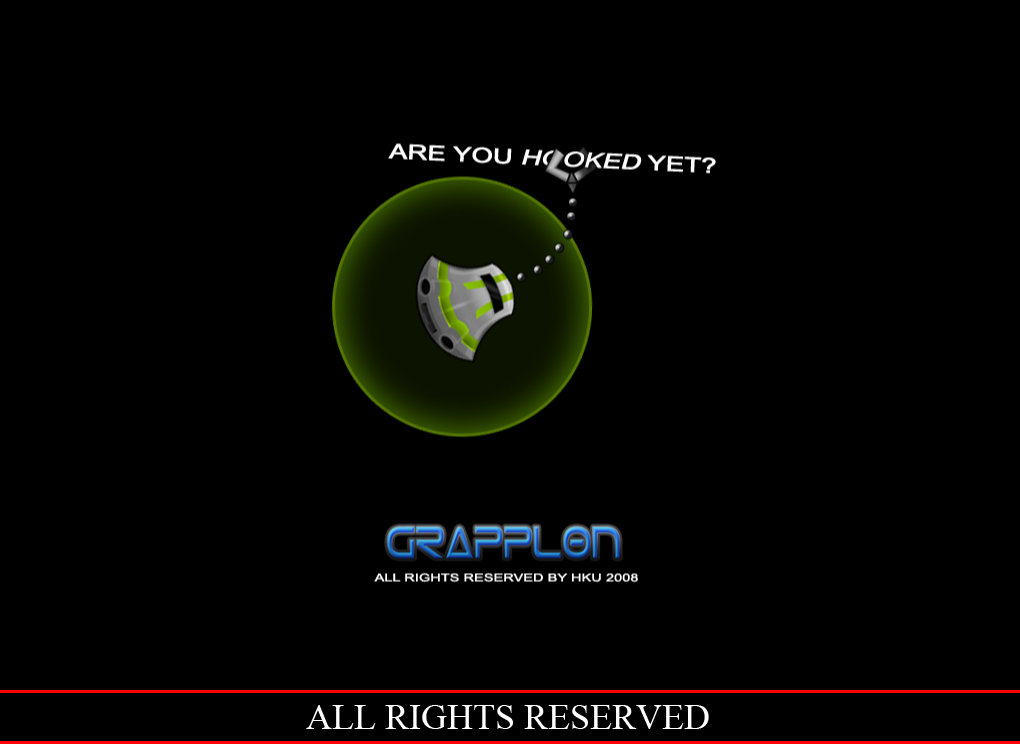 ARE YOU HOOKED YET?
GRAPPLON
ALL RIGHTS RESERVED BY HKU 2008
ALL RIGHTS RESERVED